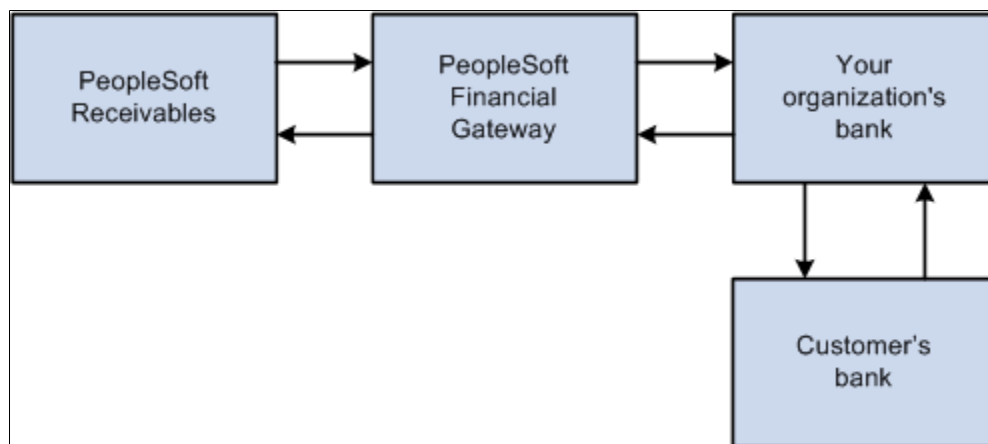 PeopleSoft
Receivables
PeopleSoft
Financial
Gateway
Your
organization's
bank
Customer's
bank